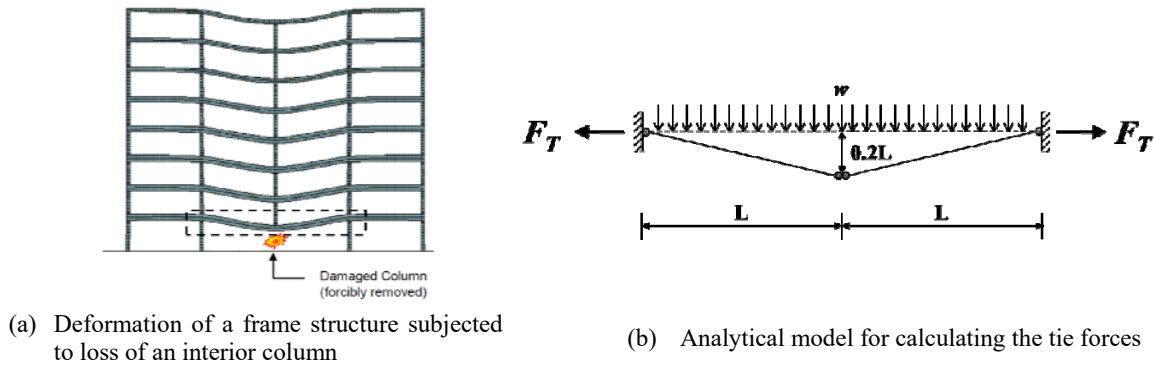 Damaged Column
(forcibly removed)
(a) Deformation of a frame structure subjected
to loss of an interior column
w
F_T
F_T
0.2L
L
L
(b) Analytical model for calculating the tie forces